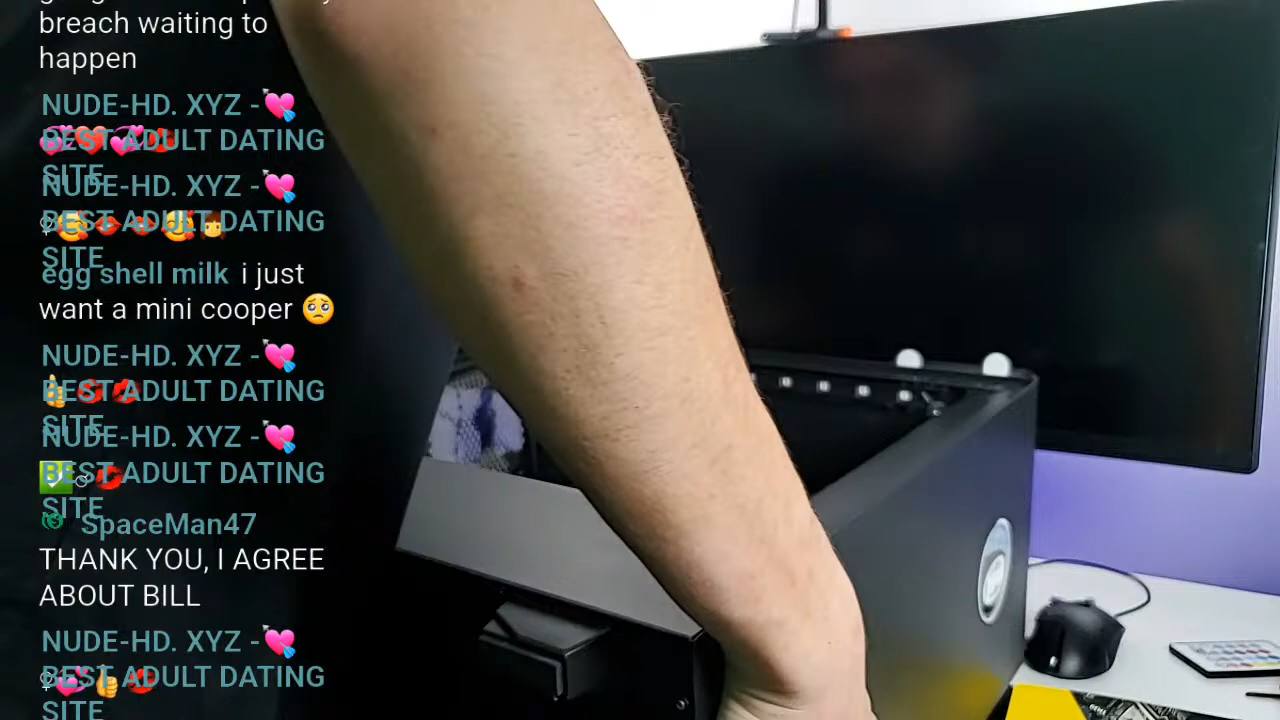 breach waiting to
happen
NUDE-HD. XYZ -💘
BEST ADULT DATING
SITE
NUDE-HD. XYZ -💘
BEST ADULT DATING
SITE
egg shell milk i just
want a mini cooper 🥺
NUDE-HD. XYZ -💘
BEST ADULT DATING
SITE
NUDE-HD. XYZ -💘
BEST ADULT DATING
SITE
SpaceMan47
THANK YOU, I AGREE
ABOUT BILL
NUDE-HD. XYZ -💘
BEST ADULT DATING
SITE